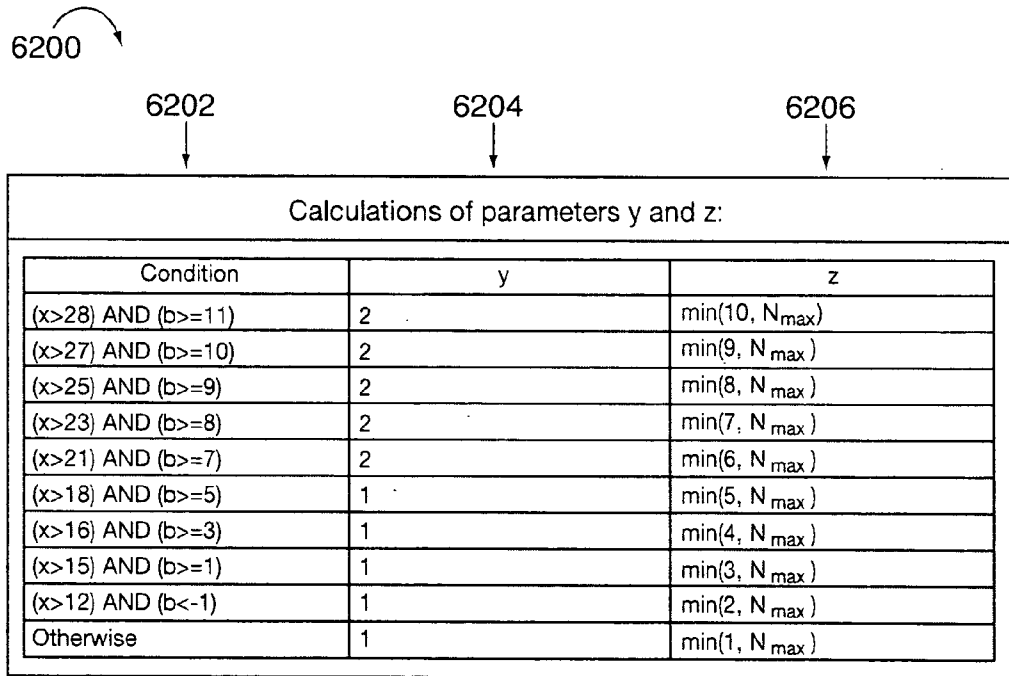 6200
6202 6204 6206
Calculations of parameters y and z:
Condition y z
(x>28) AND (b>=11) 2 min(10, Nmax)
(x>27) AND (b>=10) 2 min(9, Nmax)
(x>25) AND (b>=9) 2 min(8, Nmax)
(x>23) AND (b>=8) 2 min(7, Nmax)
(x>21) AND (b>=7) 2 min(6, Nmax)
(x>18) AND (b>=5) 1 min(5, Nmax)
(x>16) AND (b>=3) 1 min(4, Nmax)
(x>15) AND (b>=1) 1 min(3, Nmax)
(x>12) AND (b<-1) 1 min(2, Nmax)
Otherwise 1 min(1, Nmax)